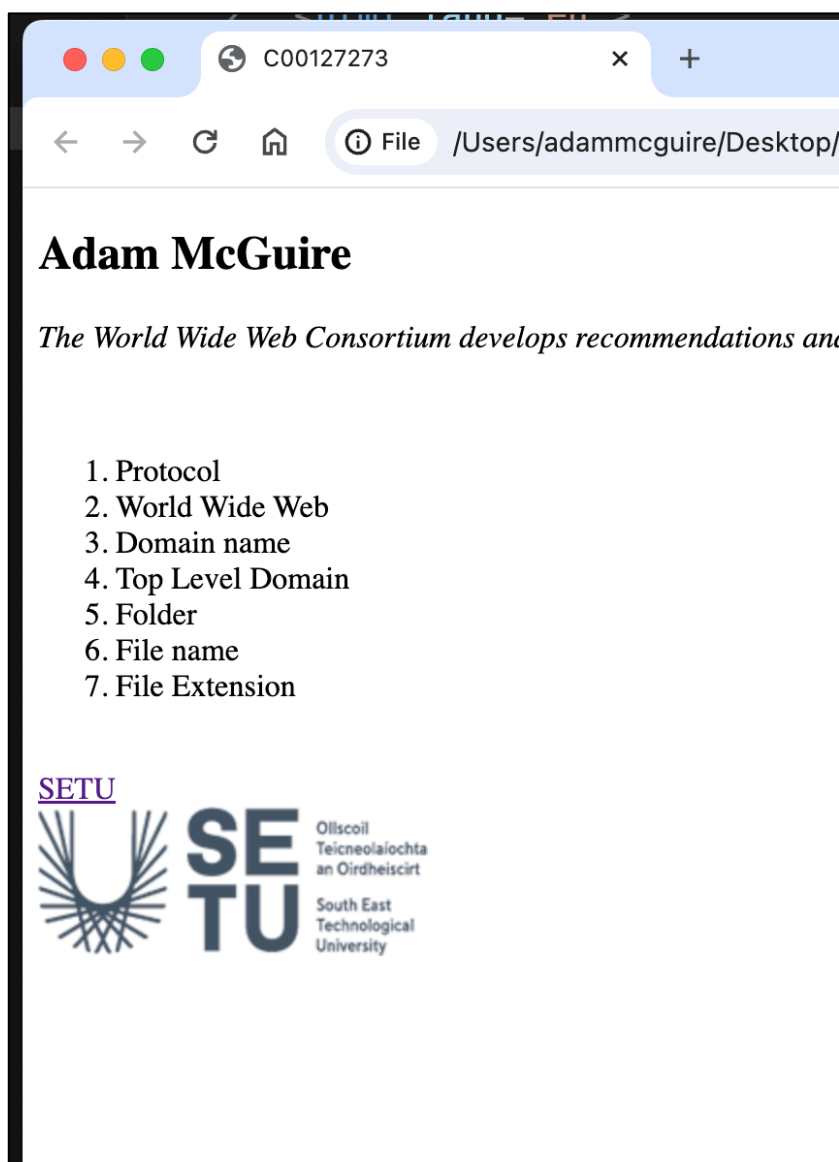 C00127273
File /Users/adammcguire/Desktop/
Adam McGuire
The World Wide Web Consortium develops recommendations
1. Protocol
2. World Wide Web
3. Domain name
4. Top Level Domain
5. Folder
6. File name
7. File Extension
SETU
SE
TU
Ollscoil
Teicneolaíochta
an Oirdheiscirt
South East
Technological
University